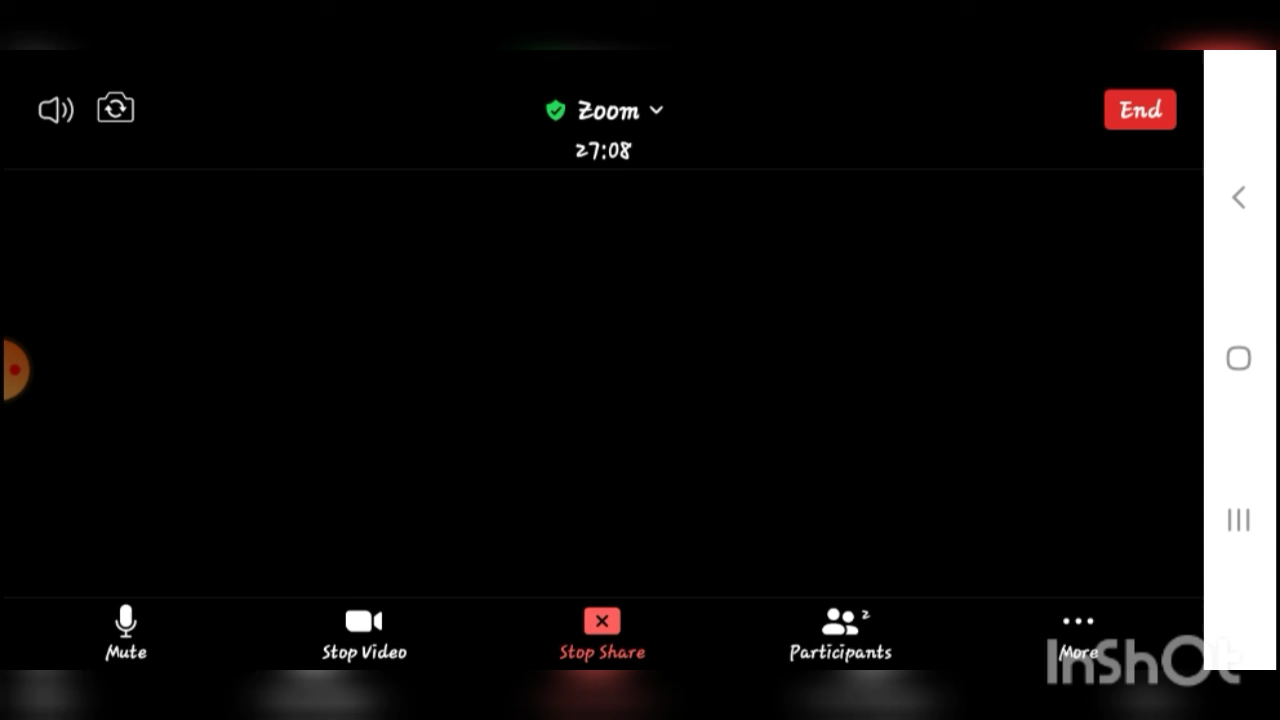 Zoom
End
27:08
2
Mute
Stop Video
Stop Share
Participants
More
InShOt